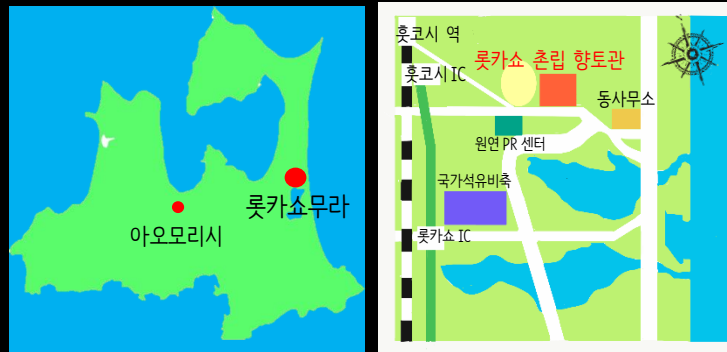 롯카쇼무라
아오모리시
훗코시 역
롯카쇼 촌립 향토관
훗코시 IC
동사무소
원연 PR 센터
국가석유비축
롯카쇼 IC